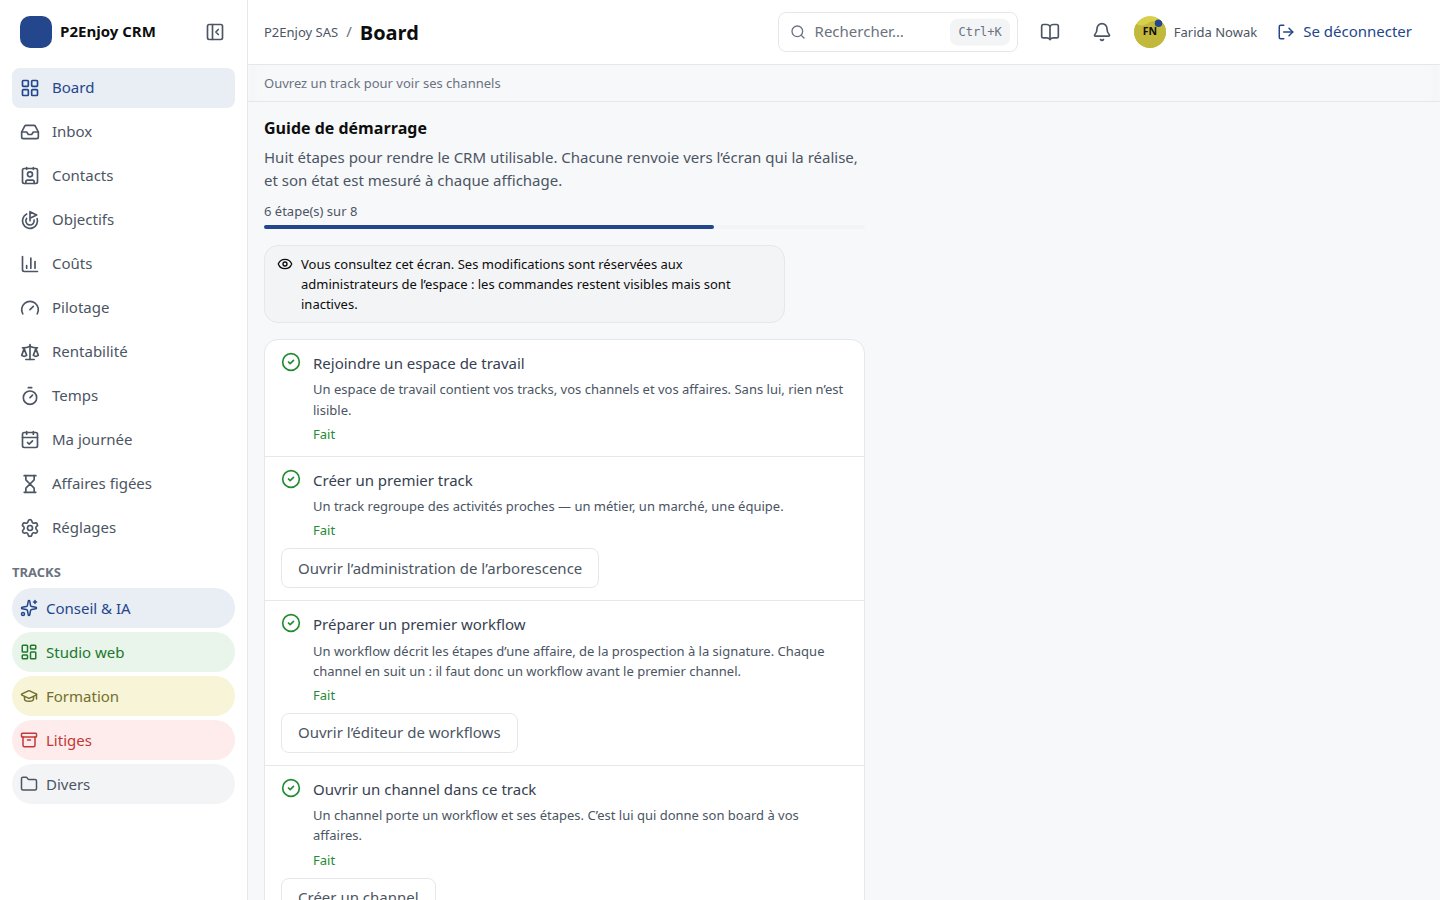 P2Enjoy CRM
P2Enjoy SAS / Board
Rechercher...
Ctrl+K
FN
Farida Nowak
Se déconnecter
Board
Inbox
Contacts
Objectifs
Coûts
Pilotage
Rentabilité
Temps
Ma journée
Affaires figées
Réglages
TRACKS
Conseil & IA
Studio web
Formation
Litiges
Divers
Ouvrez un track pour voir ses channels
Guide de démarrage
Huit étapes pour rendre le CRM utilisable. Chacune renvoie vers l’écran qui la réalise,
et son état est mesuré à chaque affichage.
6 étape(s) sur 8
Vous consultez cet écran. Ses modifications sont réservées aux
administrateurs de l’espace : les commandes restent visibles mais sont
inactives.
Rejoindre un espace de travail
Un espace de travail contient vos tracks, vos channels et vos affaires. Sans lui, rien n’est
lisible.
Fait
Créer un premier track
Un track regroupe des activités proches — un métier, un marché, une équipe.
Fait
Ouvrir l’administration de l’arborescence
Préparer un premier workflow
Un workflow décrit les étapes d’une affaire, de la prospection à la signature. Chaque
channel en suit un : il faut donc un workflow avant le premier channel.
Fait
Ouvrir l’éditeur de workflows
Ouvrir un channel dans ce track
Un channel porte un workflow et ses étapes. C’est lui qui donne son board à vos
affaires.
Fait
Créer un channel